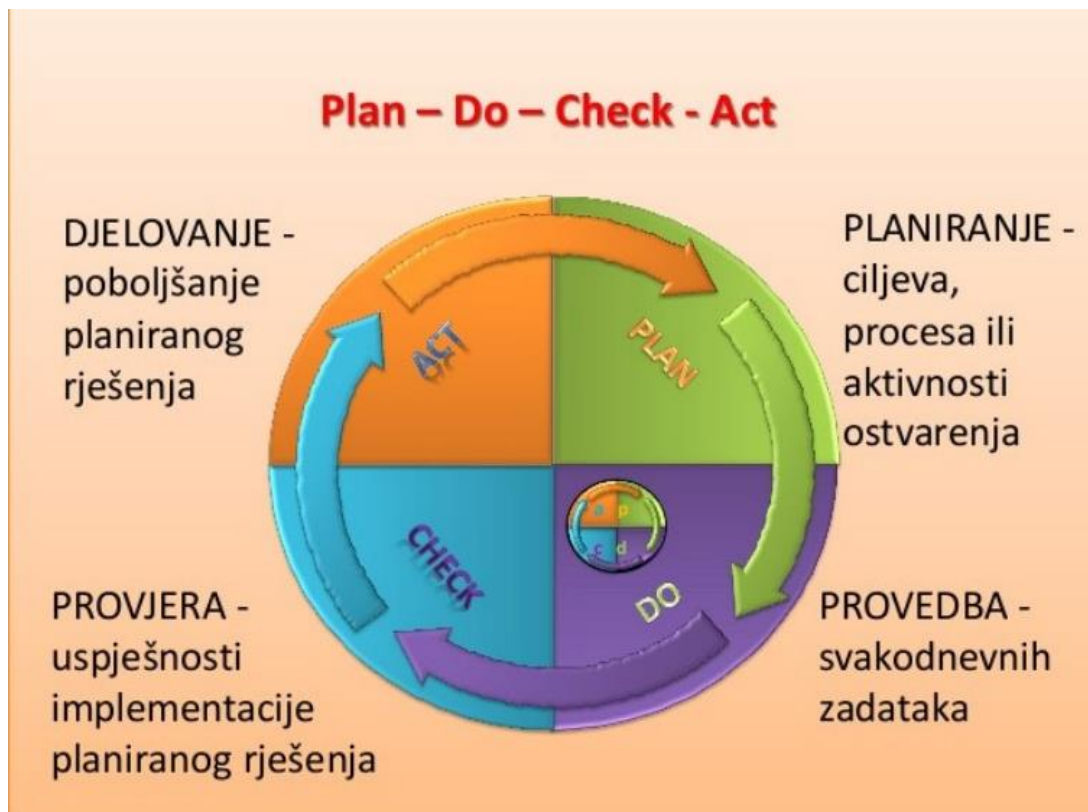 Plan – Do – Check - Act
DJELOVANJE -
poboljšanje
planiranog
rješenja
PLANIRANJE -
ciljeva,
procesa ili
aktivnosti
ostvarenja
ACT
PLAN
a p
c d
CHECK
DO
PROVJERA -
uspješnosti
implementacije
planiranog rješenja
PROVEDBA -
svakodnevnih
zadataka